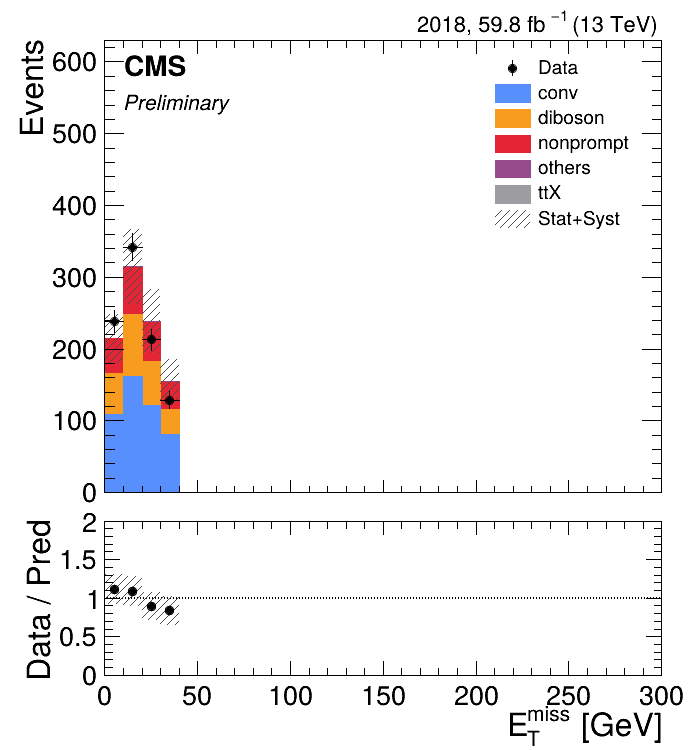 2018, 59.8 fb⁻¹ (13 TeV)
CMS
Preliminary
Data
conv
diboson
nonprompt
others
ttX
Stat+Syst
Events
600
500
400
300
200
100
0
Data / Pred
2
1.5
1
0.5
0
0 50 100 150 200 250 300
E_T^miss [GeV]